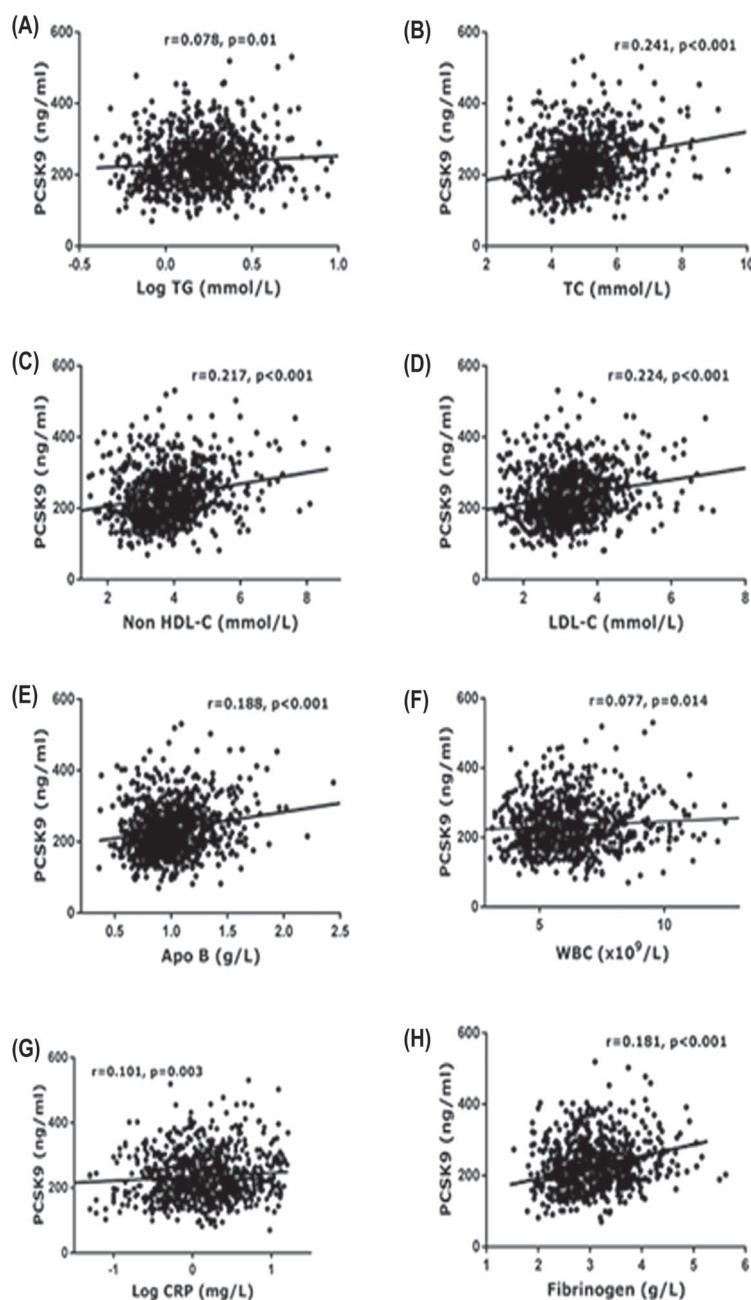 (A)
r=0.078, p=0.01
600
400
200
0
PCSK9 (ng/ml)
-0.5 0.0 0.5 1.0
Log TG (mmol/L)
(B)
r=0.241, p<0.001
600
400
200
0
PCSK9 (ng/ml)
2 4 6 8 10
TC (mmol/L)
(C)
r=0.217, p<0.001
600
400
200
0
PCSK9 (ng/ml)
2 4 6 8
Non HDL-C (mmol/L)
(D)
r=0.224, p<0.001
600
400
200
0
PCSK9 (ng/ml)
2 4 6 8
LDL-C (mmol/L)
(E)
r=0.188, p<0.001
600
400
200
0
PCSK9 (ng/ml)
0.5 1.0 1.5 2.0 2.5
Apo B (g/L)
(F)
r=0.077, p=0.014
600
400
200
0
PCSK9 (ng/ml)
5 10
WBC (x10⁹/L)
(G)
r=0.101, p=0.003
600
400
200
0
PCSK9 (ng/ml)
-1 0 1
Log CRP (mg/L)
(H)
r=0.181, p<0.001
600
400
200
0
PCSK9 (ng/ml)
1 2 3 4 5 6
Fibrinogen (g/L)